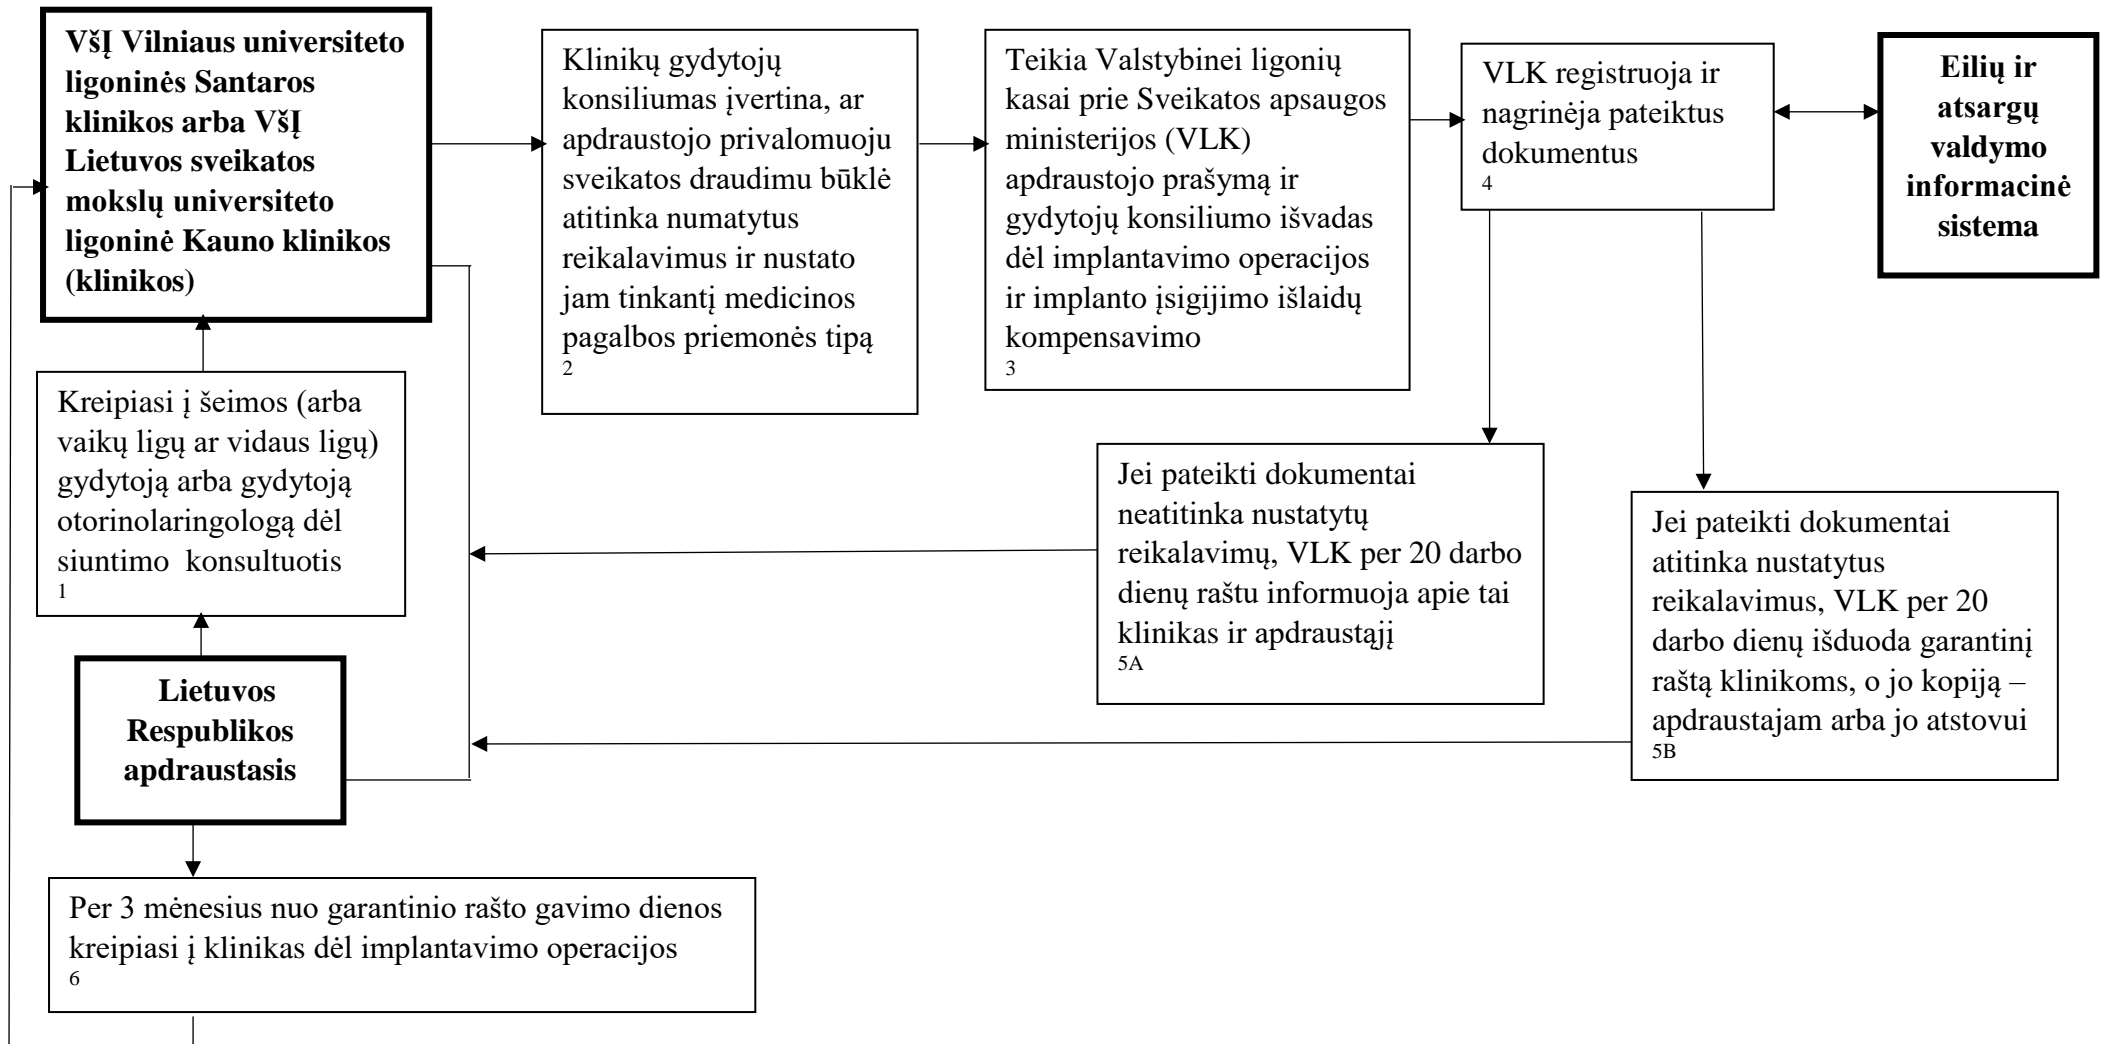 VšĮ Vilniaus universiteto
ligoninės Santaros
klinikos arba VšĮ
Lietuvos sveikatos
mokslų universiteto
ligoninė Kauno klinikos
(klinikos)
Klinikų gydytojų
konsiliumas įvertina, ar
apdraustojo privalomuoju
sveikatos draudimu būklė
atitinka numatytus
reikalavimus ir nustato
jam tinkantį medicinos
pagalbos priemonės tipą
2
Teikia Valstybinei ligonių
kasai prie Sveikatos apsaugos
ministerijos (VLK)
apdraustojo prašymą ir
gydytojų konsiliumo išvadas
dėl implantavimo operacijos
ir implanto įsigijimo išlaidų
kompensavimo
3
VLK registruoja ir
nagrinėja pateiktus
dokumentus
4
Eilių ir
atsargų
valdymo
informacinė
sistema
Kreipiasi į šeimos (arba
vaikų ligų ar vidaus ligų)
gydytoją arba gydytoją
otorinolaringologą dėl
siuntimo konsultuotis
1
Jei pateikti dokumentai
neatitinka nustatytų
reikalavimų, VLK per 20 darbo
dienų raštu informuoja apie tai
klinikas ir apdraustąjį
5A
Jei pateikti dokumentai
atitinka nustatytus
reikalavimus, VLK per 20
darbo dienų išduoda garantinį
raštą klinikoms, o jo kopiją –
apdraustajam arba jo atstovui
5B
Lietuvos
Respublikos
apdraustasis
Per 3 mėnesius nuo garantinio rašto gavimo dienos
kreipiasi į klinikas dėl implantavimo operacijos
6